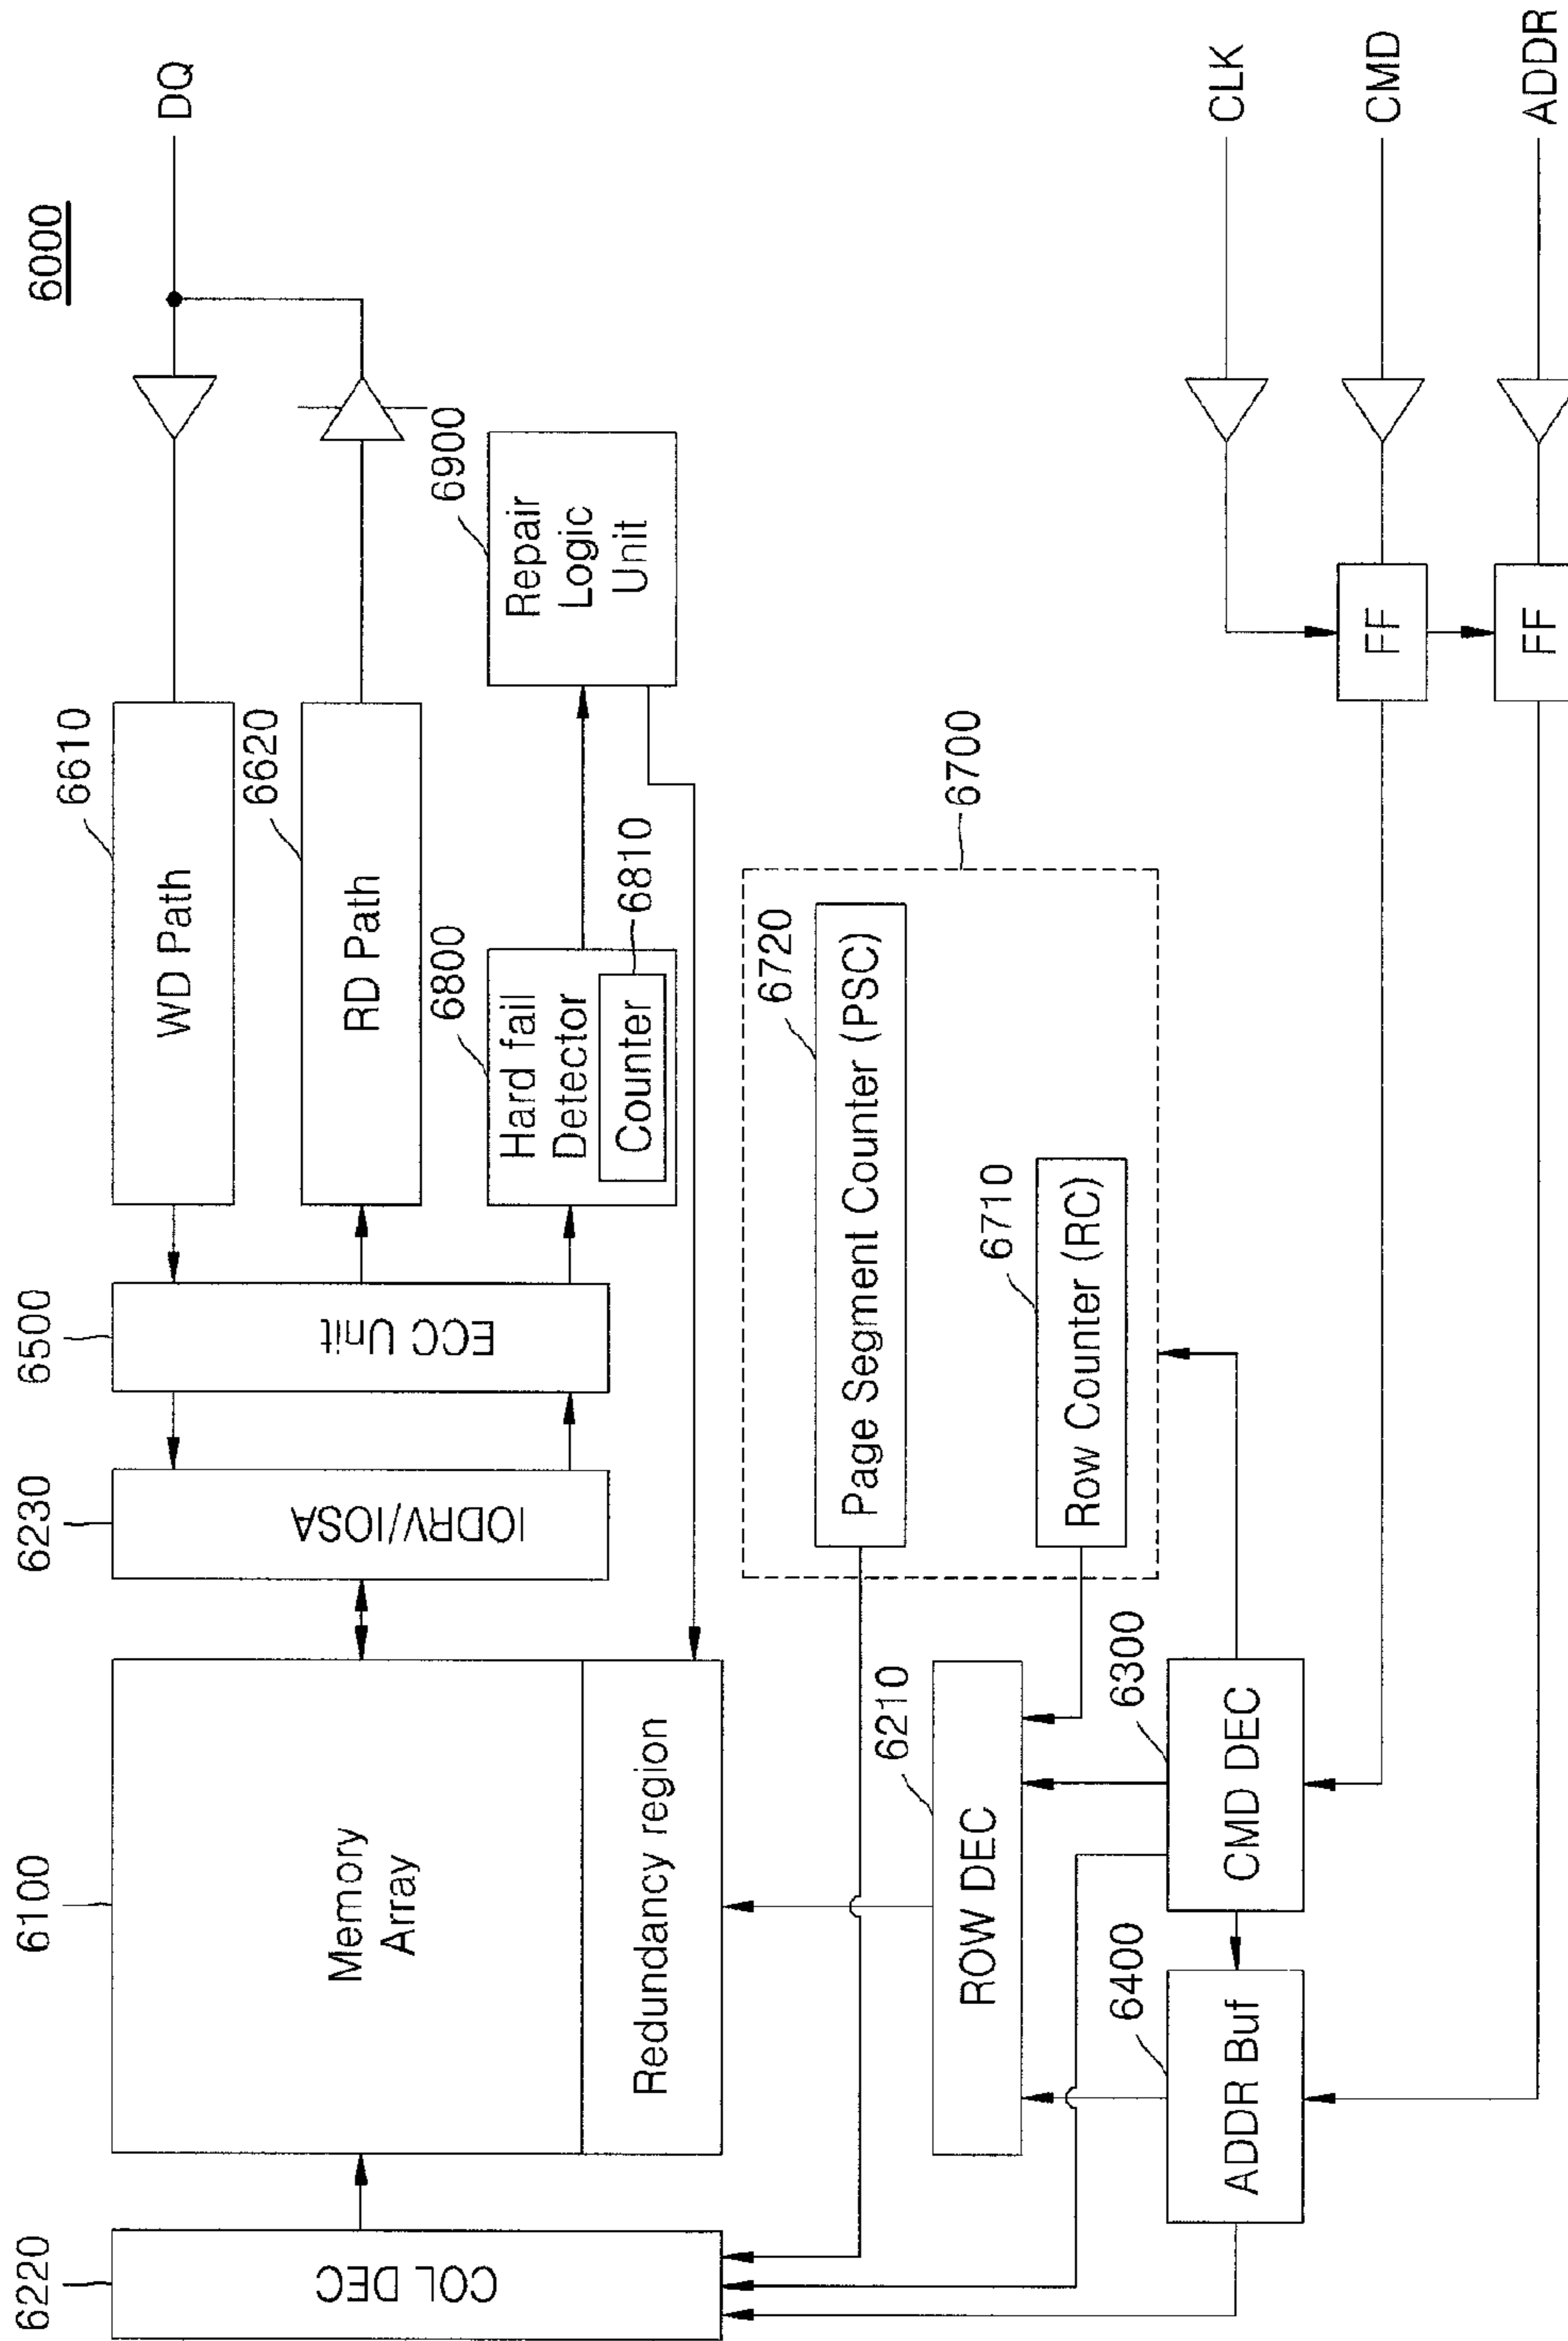 6000
6220
6100
6230
6500
6610
WD Path
DQ
COL DEC
Memory
Array
IODRV/IOSA
ECC Unit
6620
RD Path
Redundancy region
6800
Hard fail
Detector
Counter
6810
6900
Repair
Logic
Unit
6700
6720
Page Segment Counter (PSC)
6710
Row Counter (RC)
6210
ROW DEC
6400
ADDR Buf
6300
CMD DEC
FF
FF
CLK
CMD
ADDR